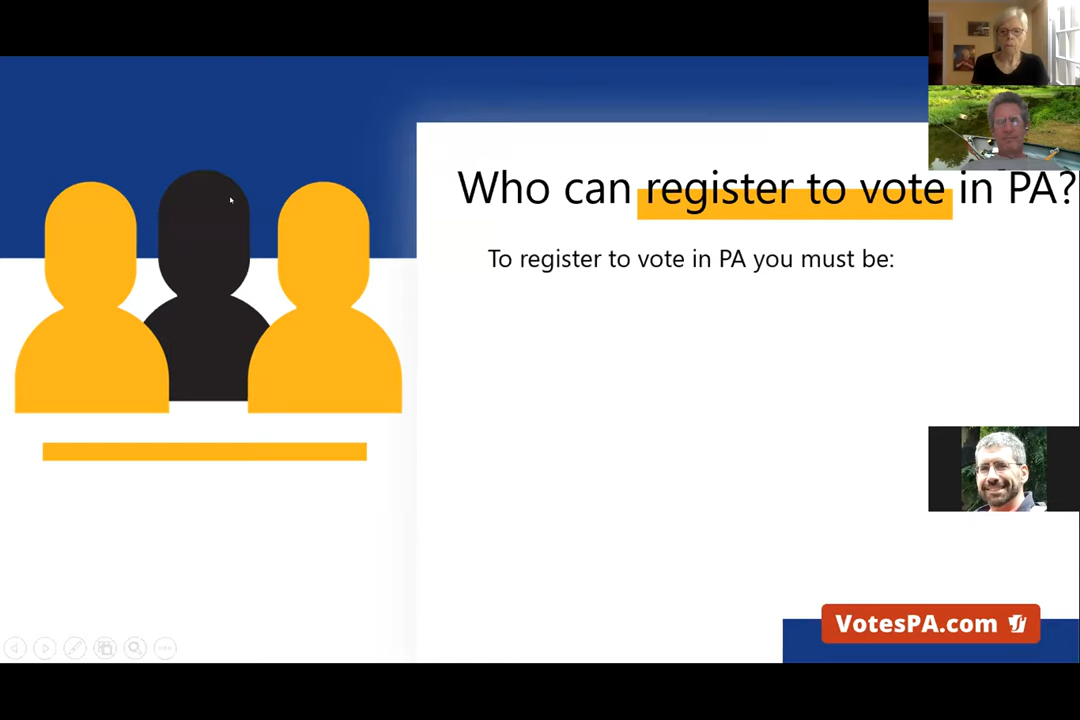 Who can register to vote in PA?
To register to vote in PA you must be:
VotesPA.com